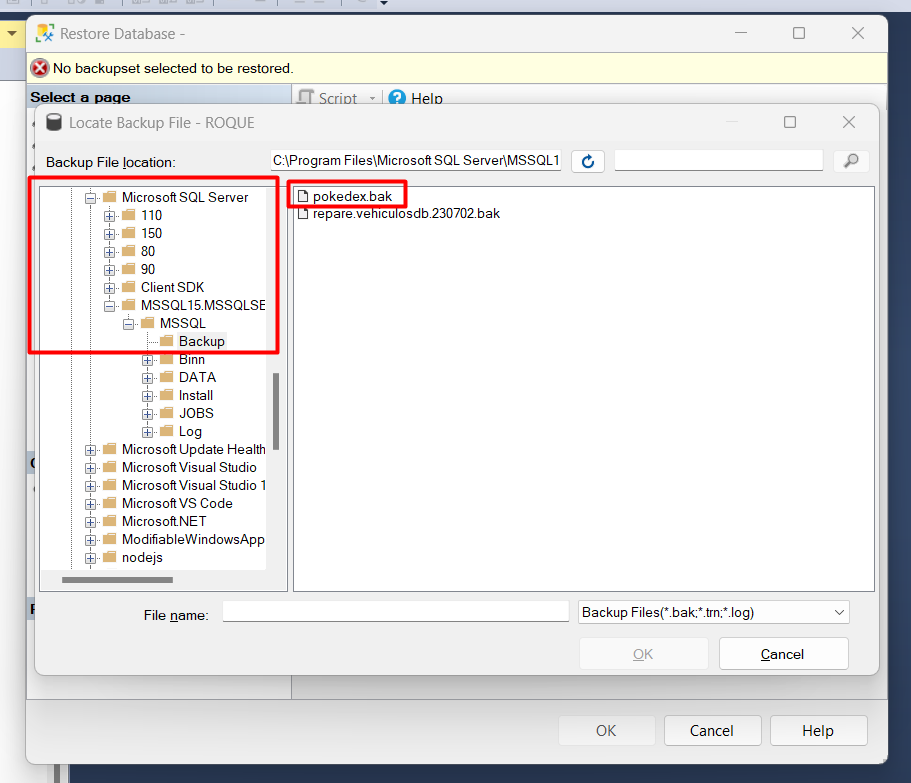 Restore Database -
No backupset selected to be restored.
Select a page
Script
Help
Locate Backup File - ROQUE
Backup File location:
C:\Program Files\Microsoft SQL Server\MSSQL1
Microsoft SQL Server
110
150
80
90
Client SDK
MSSQL15.MSSQLSE
MSSQL
Backup
Binn
DATA
Install
JOBS
Log
Microsoft Update Health
Microsoft Visual Studio
Microsoft Visual Studio 1
Microsoft VS Code
Microsoft.NET
ModifiableWindowsApp
nodejs
pokedex.bak
repare.vehiculosdb.230702.bak
File name:
Backup Files(*.bak;*.trn;*.log)
OK
Cancel
OK
Cancel
Help